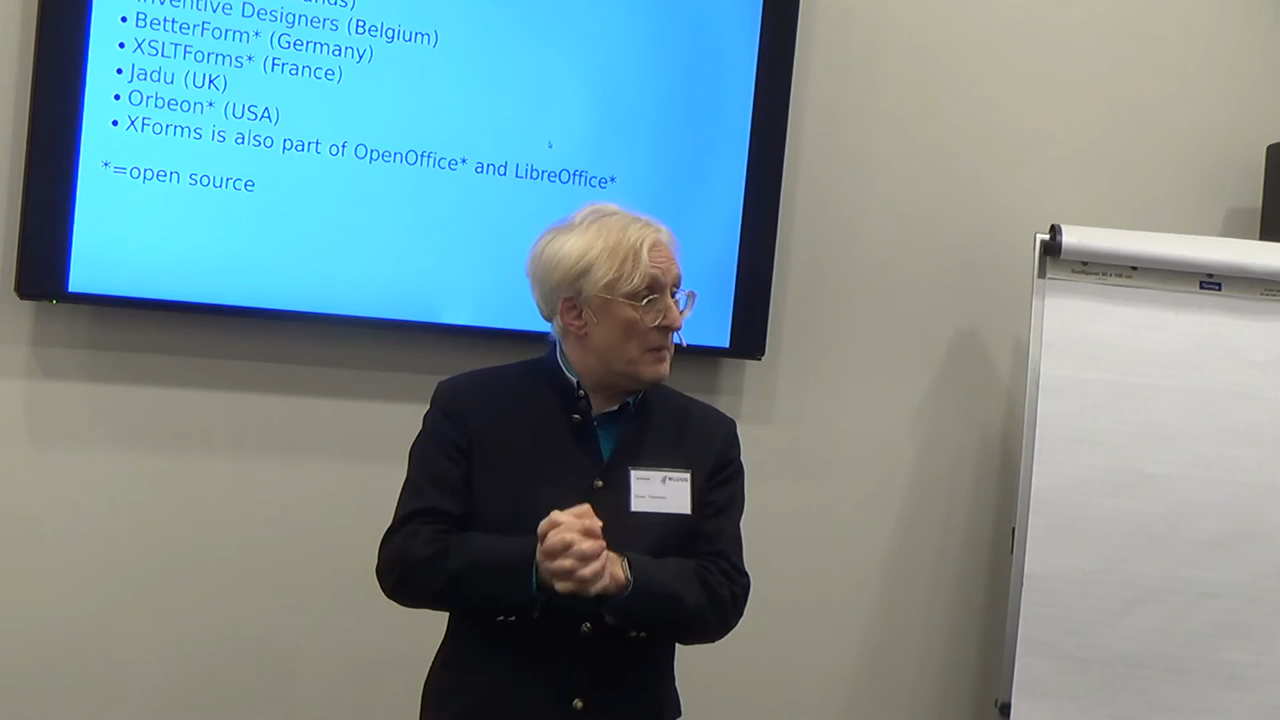 Inventive Designers (Belgium)
• BetterForm* (Germany)
• XSLTForms* (France)
• Jadu (UK)
• Orbeon* (USA)
• XForms is also part of OpenOffice* and LibreOffice*
*=open source
NLUUG